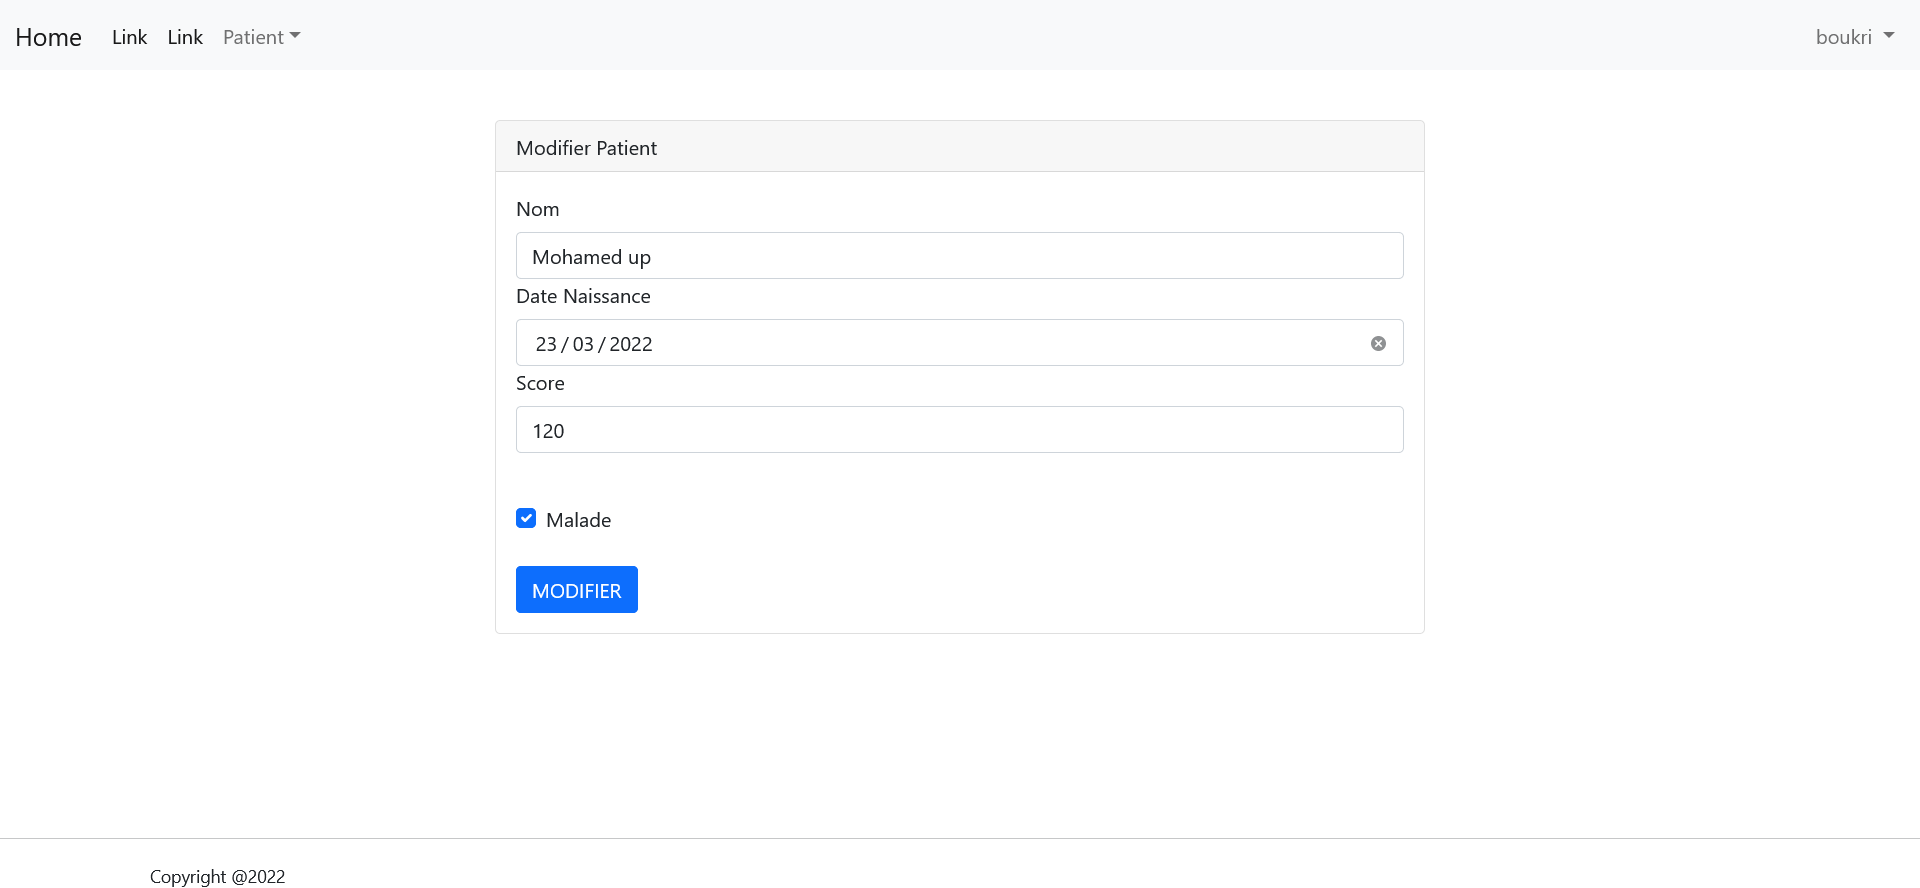 Home Link Link Patient boukri
Modifier Patient
Nom
Mohamed up
Date Naissance
23 / 03 / 2022
Score
120
Malade
MODIFIER
Copyright @2022